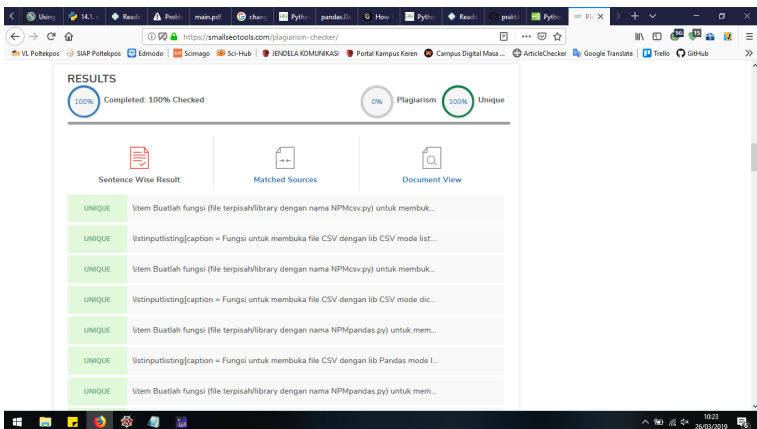 Using
14.1.
Readi
Proble
main.pdf
chang
Pytho
pandas.Da
How
Pytho
Readi
prakti
Pytho
Pl
https://smallseotools.com/plagiarism-checker/
VL Poltekpos
SIAP Poltekpos
Edmodo
Scimago
Sci-Hub
JENDELA KOMUNIKASI
Portal Kampus Keren
Campus Digital Masa ...
ArticleChecker
Google Translate
Trello
GitHub
RESULTS
100%
Completed: 100% Checked
0%
Plagiarism
100%
Unique
Sentence Wise Result
Matched Sources
Document View
UNIQUE \item Buatlah fungsi (file terpisah/library dengan nama NPMcsv.py) untuk membuk...
UNIQUE \lstinputlisting[caption = Fungsi untuk membuka file CSV dengan lib CSV mode list....
UNIQUE \item Buatlah fungsi (file terpisah/library dengan nama NPMcsv.py) untuk membuk...
UNIQUE \lstinputlisting[caption = Fungsi untuk membuka file CSV dengan lib CSV mode dic...
UNIQUE \item Buatlah fungsi (file terpisah/library dengan nama NPMpandas.py) untuk mem...
UNIQUE \lstinputlisting[caption = Fungsi untuk membuka file CSV dengan lib Pandas mode l...
UNIQUE \item Buatlah fungsi (file terpisah/library dengan nama NPMpandas.py) untuk mem...
10:23
26/03/2019